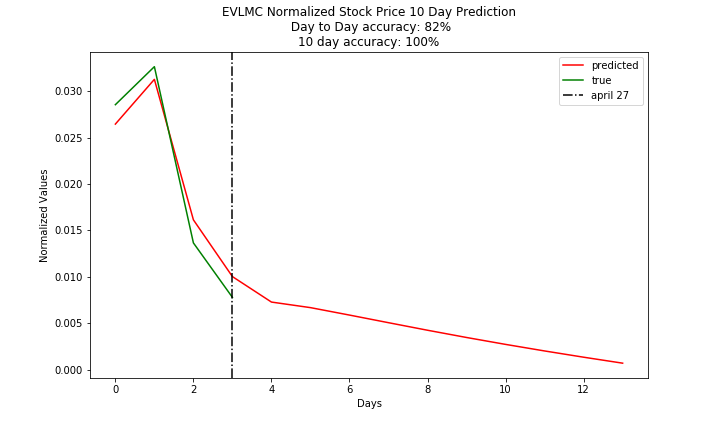 EVLMC Normalized Stock Price 10 Day Prediction
Day to Day accuracy: 82%
10 day accuracy: 100%
predicted
true
april 27
0.030
0.025
0.020
0.015
0.010
0.005
0.000
Normalized Values
0 2 4 6 8 10 12
Days